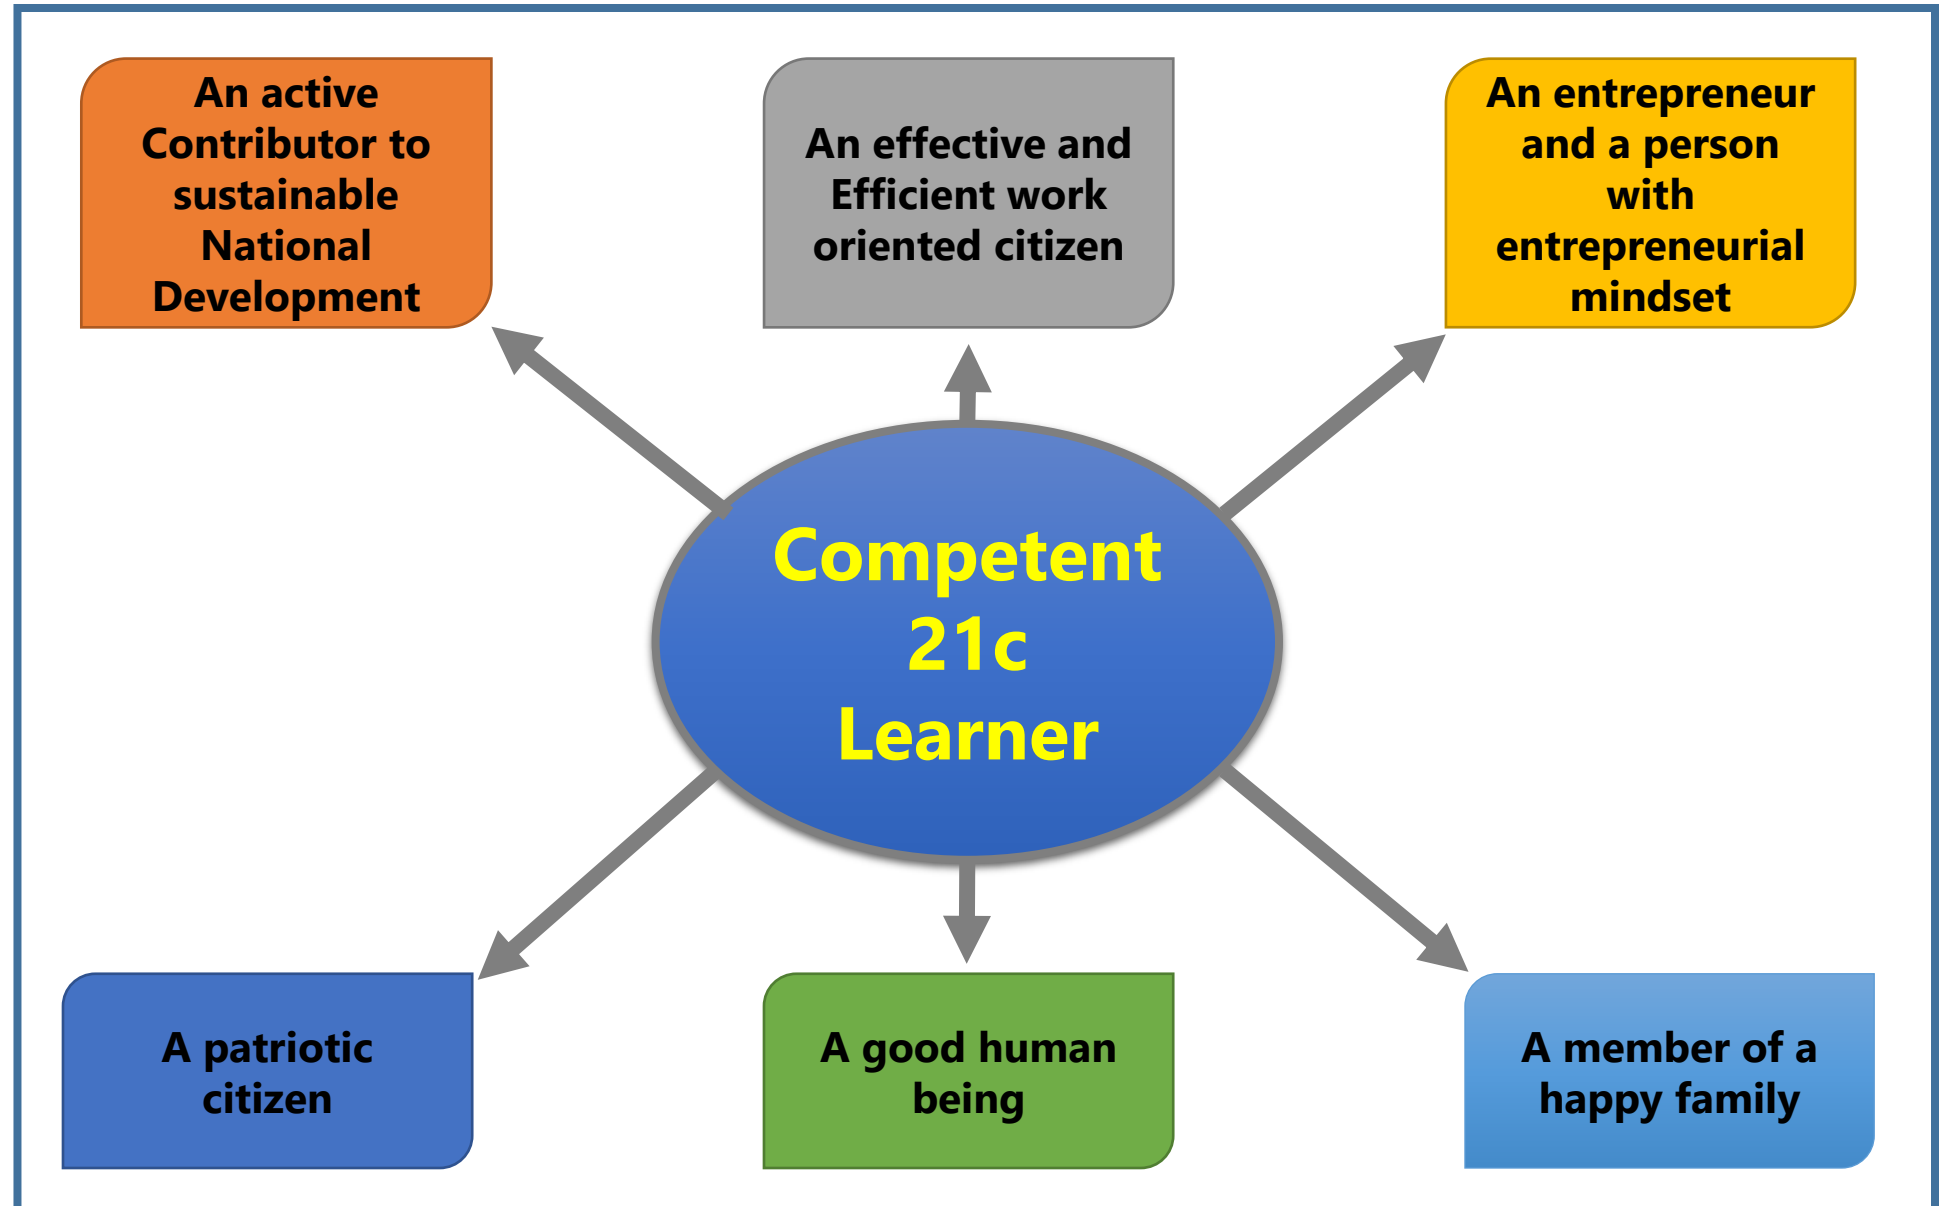 An active
Contributor to
sustainable
National
Development
An effective and
Efficient work
oriented citizen
An entrepreneur
and a person
with
entrepreneurial
mindset
Competent
21c
Learner
A patriotic
citizen
A good human
being
A member of a
happy family